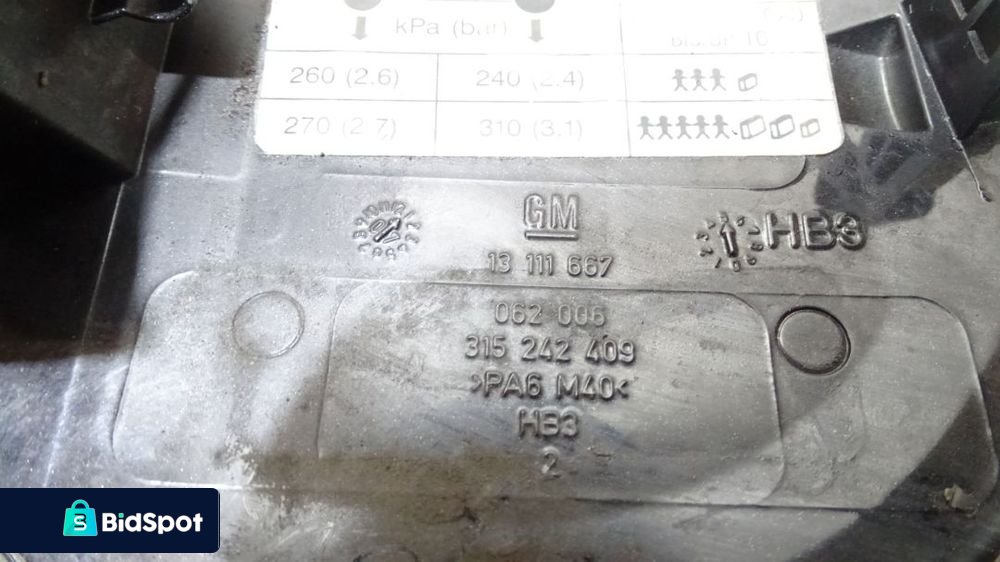 kPa (bar)
260 (2.6) 240 (2.4)
270 (2.7) 310 (3.1)
GM
13 111 667
HB3
062 006
315 242 409
>PA6 M40<
HB3
2
BidSpot